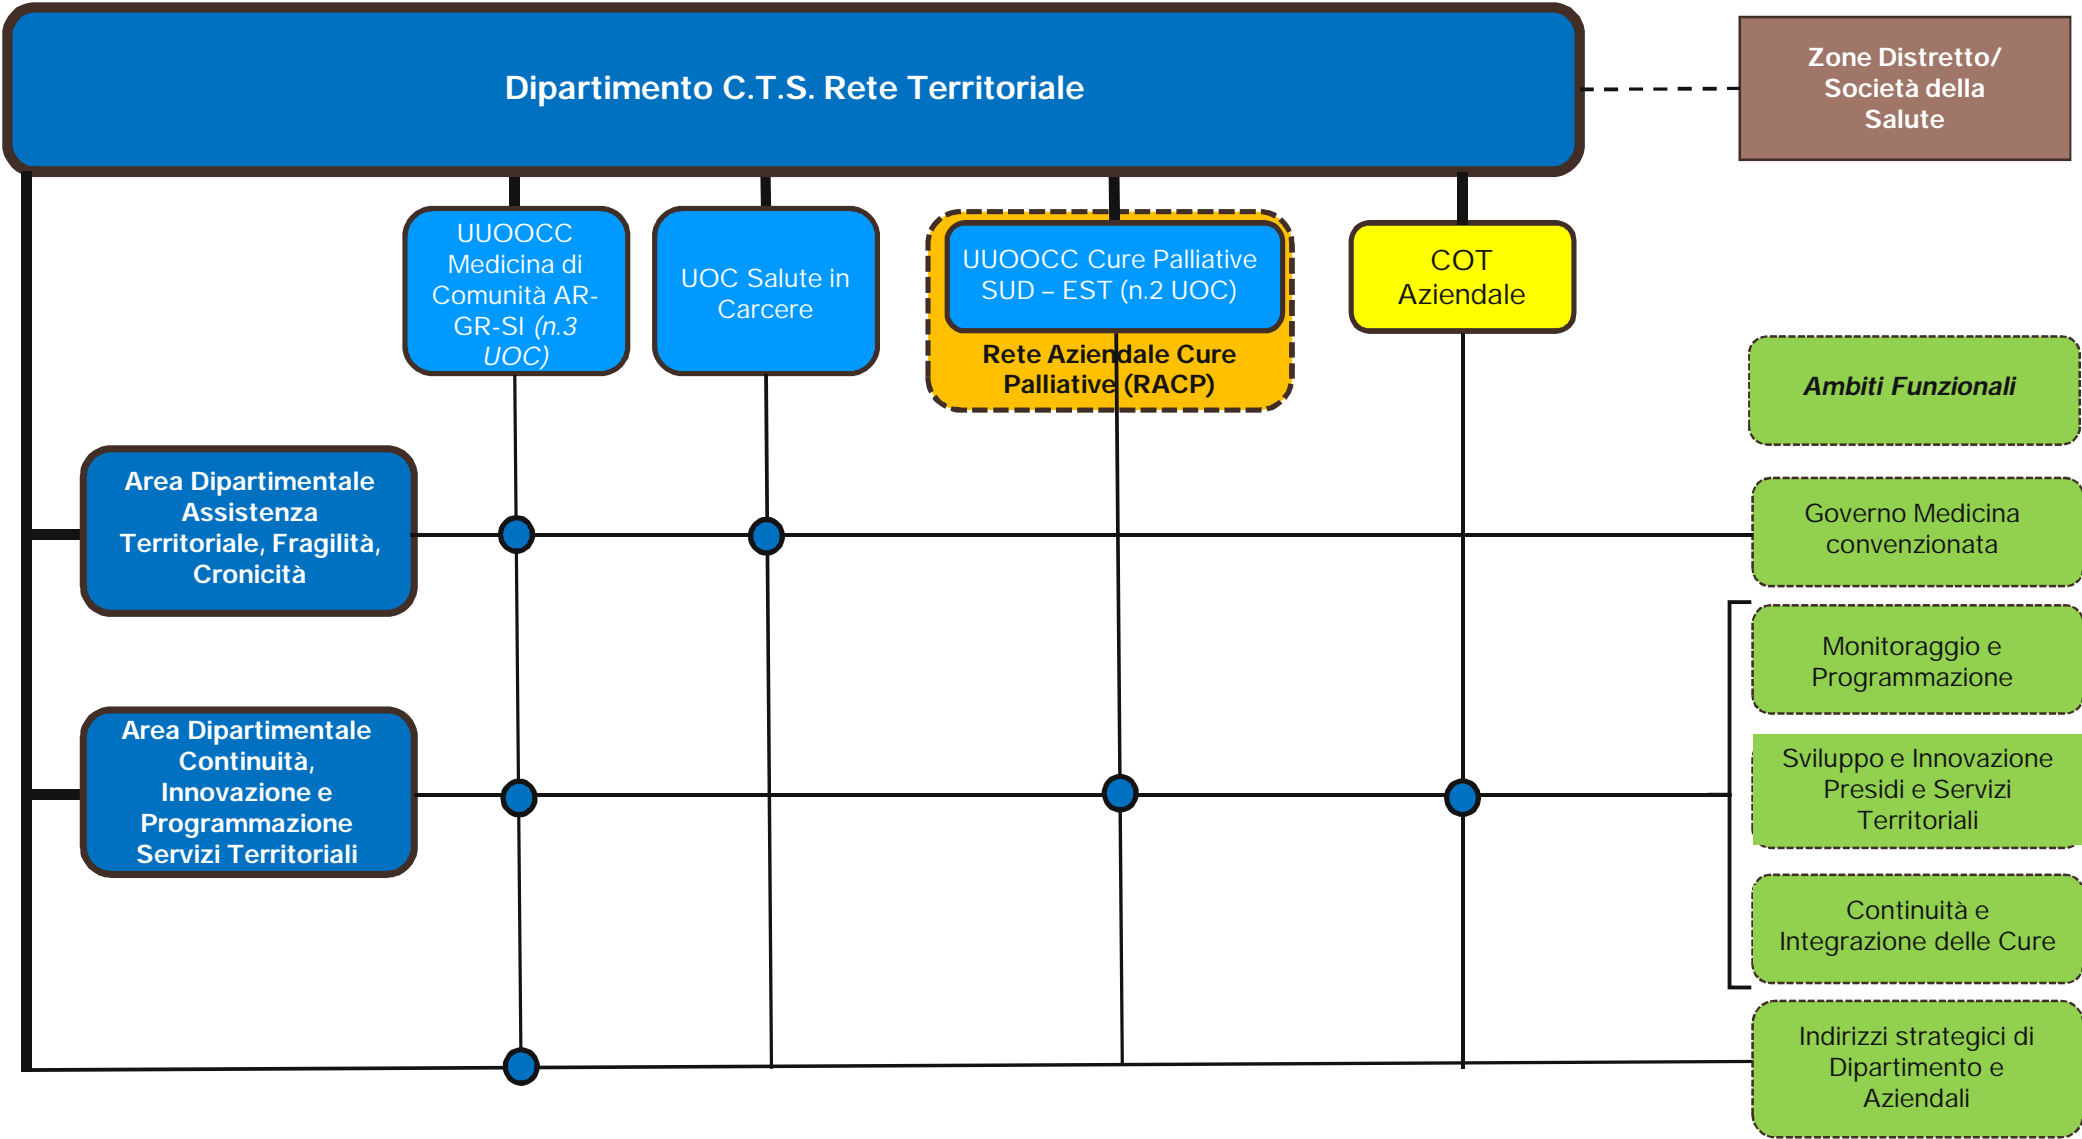 Dipartimento C.T.S. Rete Territoriale
Zone Distretto/
Società della
Salute
UUOOCC
Medicina di
Comunità AR-
GR-SI (n.3
UOC)
UOC Salute in
Carcere
UUOOCC Cure Palliative
SUD – EST (n.2 UOC)
Rete Aziendale Cure
Palliative (RACP)
COT
Aziendale
Ambiti Funzionali
Area Dipartimentale
Assistenza
Territoriale, Fragilità,
Cronicità
Governo Medicina
convenzionata
Monitoraggio e
Programmazione
Area Dipartimentale
Continuità,
Innovazione e
Programmazione
Servizi Territoriali
Sviluppo e Innovazione
Presidi e Servizi
Territoriali
Continuità e
Integrazione delle Cure
Indirizzi strategici di
Dipartimento e
Aziendali